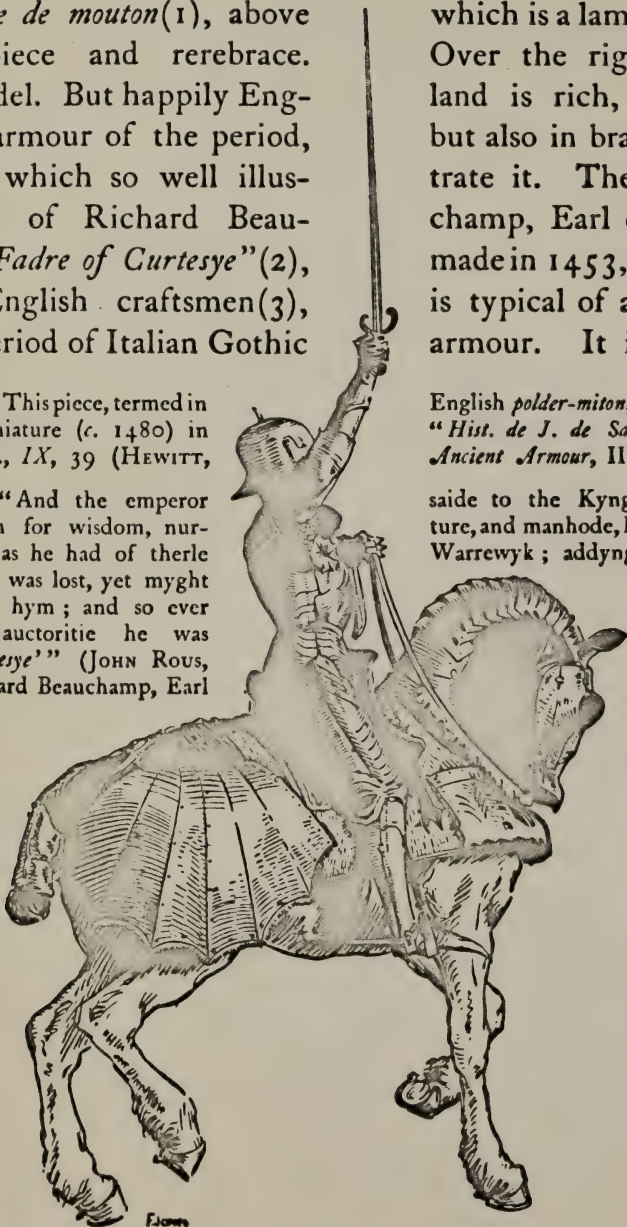 e de mouton(1), above which is a lam
iece and rerebrace. Over the rig
del. But happily Eng- land is rich,
armour of the period, but also in bra
which so well illus- trate it. The
of Richard Beau- champ, Earl
Fadre of Curtesye"(2), made in 1453,
English craftsmen(3), is typical of a
eriod of Italian Gothic armour. It i
This piece, termed in English polder-miton
niature (c. 1480) in "Hist. de J. de Sa
., IX, 39 (HEWITT, Ancient Armour, II
"And the emperor saide to the Kyng
n for wisdom, nur- ture, and manhode,
as he had of therle Warrewyk ; addyng
was lost, yet myght
hym ; and so ever
auctoritie he was
esye'" (JOHN ROUS,
ard Beauchamp, Earl